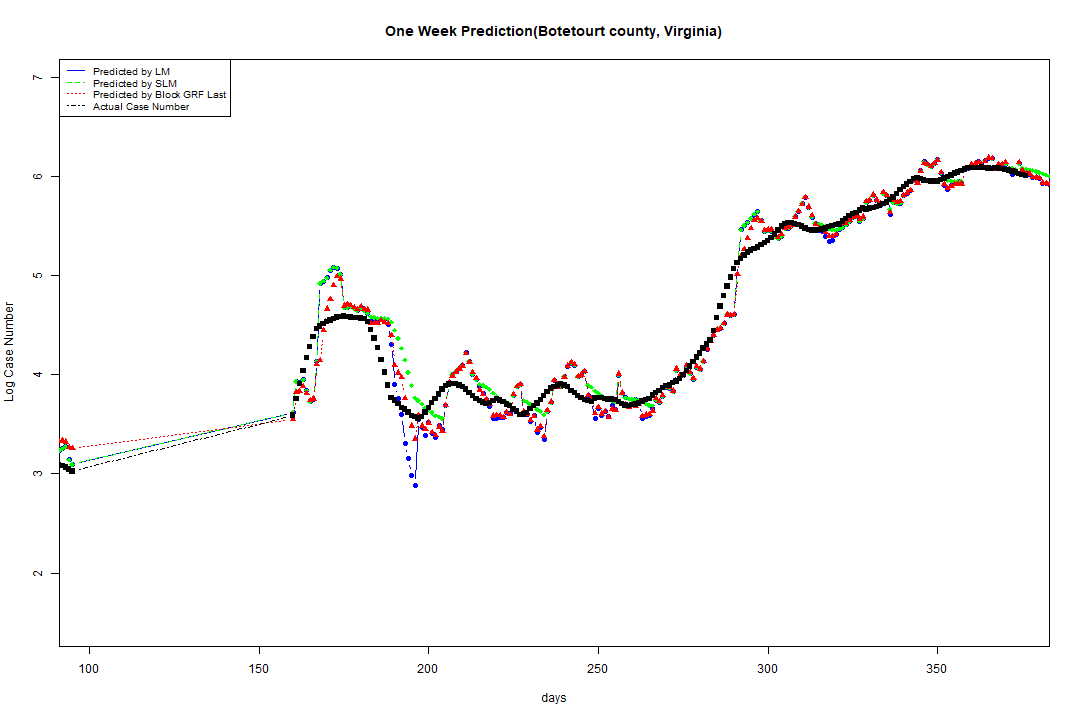 One Week Prediction(Botetourt county, Virginia)
Predicted by LM
Predicted by SLM
Predicted by Block GRF Last
Actual Case Number
7
6
5
4
3
2
Log Case Number
100 150 200 250 300 350
days